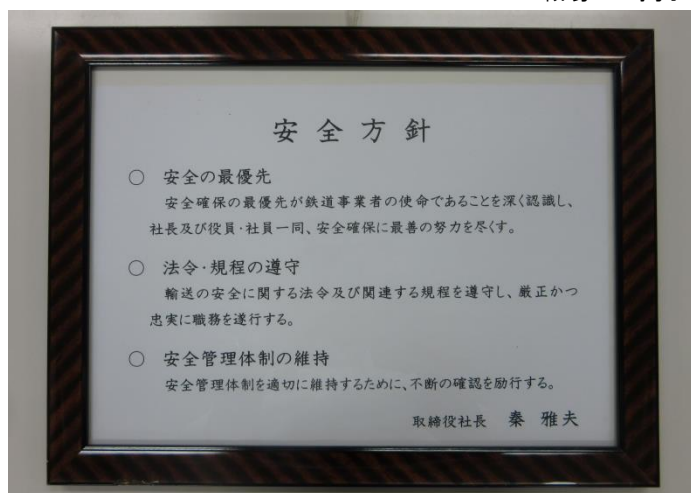 安全方針
○ 安全の最優先
安全確保の最優先が鉄道事業者の使命であることを深く認識し、
社長及び役員・社員一同、安全確保に最善の努力を尽くす。
○ 法令・規程の遵守
輸送の安全に関する法令及び関連する規程を遵守し、厳正かつ
忠実に職務を遂行する。
○ 安全管理体制の維持
安全管理体制を適切に維持するために、不断の確認を励行する。
取締役社長 秦 雅夫